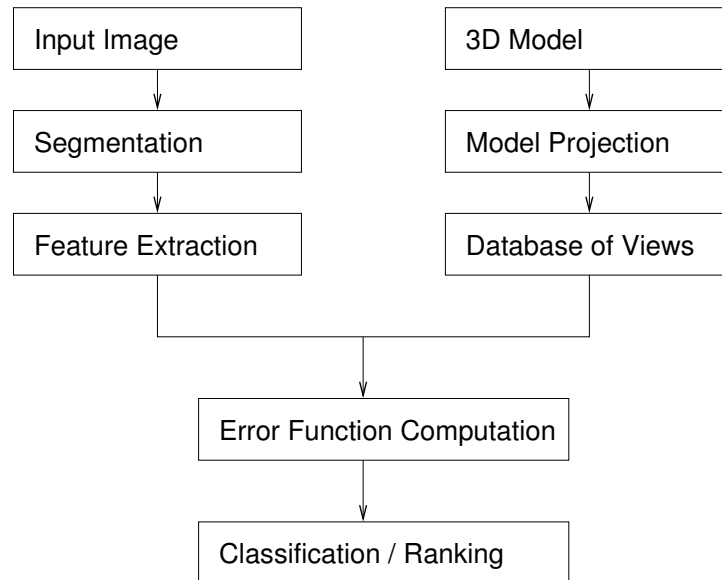 Input Image
3D Model
Segmentation
Model Projection
Feature Extraction
Database of Views
Error Function Computation
Classification / Ranking